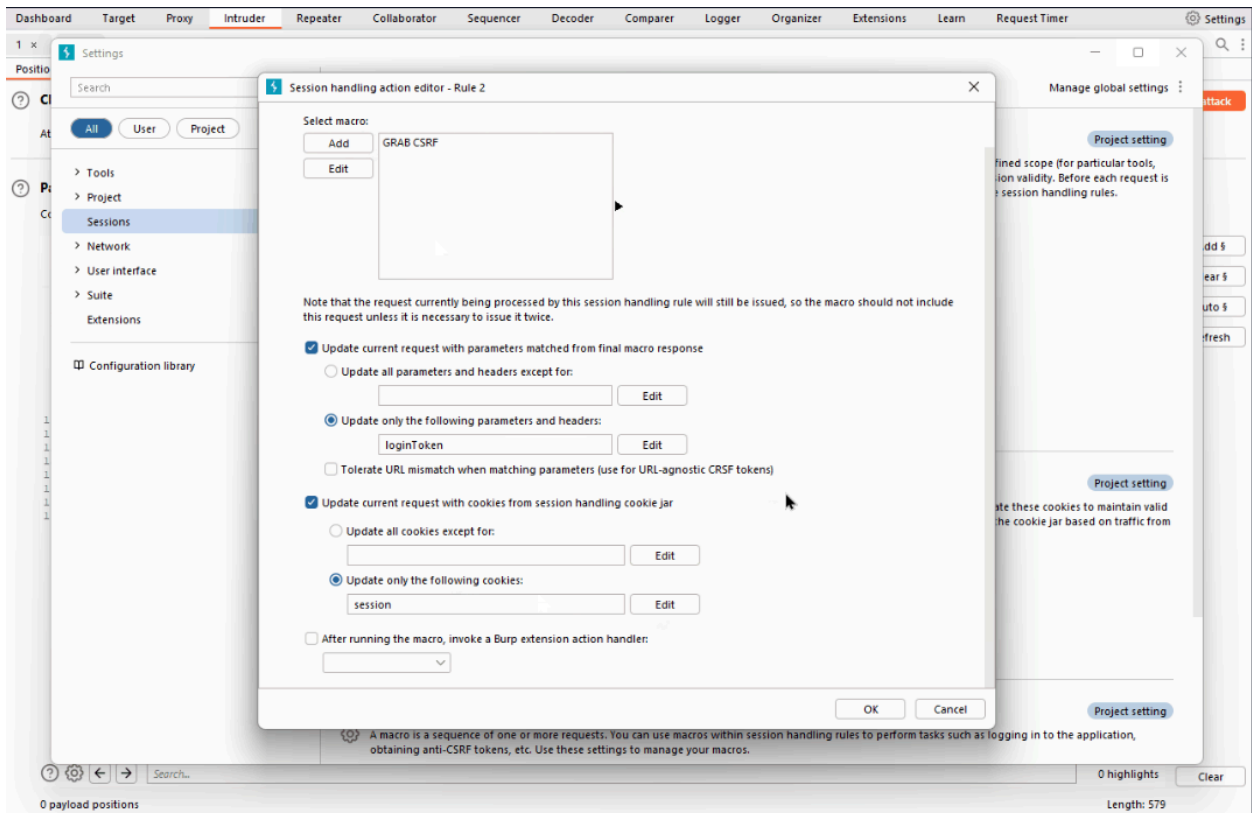 Dashboard Target Proxy Intruder Repeater Collaborator Sequencer Decoder Comparer Logger Organizer Extensions Learn Request Timer Settings
1 ×
Settings
Positio
Search
Session handling action editor - Rule 2
Manage global settings
attack
All User Project
At
Select macro:
Add
GRAB CSRF
Edit
Project setting
fined scope (for particular tools,
ion validity. Before each request is
session handling rules.
> Tools
> Project
Sessions
> Network
> User interface
> Suite
Extensions
Configuration library
dd §
ear §
uto §
efresh
Note that the request currently being processed by this session handling rule will still be issued, so the macro should not include
this request unless it is necessary to issue it twice.
Update current request with parameters matched from final macro response
Update all parameters and headers except for:
Edit
Update only the following parameters and headers:
loginToken Edit
Tolerate URL mismatch when matching parameters (use for URL-agnostic CRSF tokens)
Project setting
Update current request with cookies from session handling cookie jar
ate these cookies to maintain valid
the cookie jar based on traffic from
Update all cookies except for:
Edit
Update only the following cookies:
session Edit
After running the macro, invoke a Burp extension action handler:
OK Cancel
Project setting
A macro is a sequence of one or more requests. You can use macros within session handling rules to perform tasks such as logging in to the application,
obtaining anti-CSRF tokens, etc. Use these settings to manage your macros.
Search... 0 highlights Clear
0 payload positions Length: 579